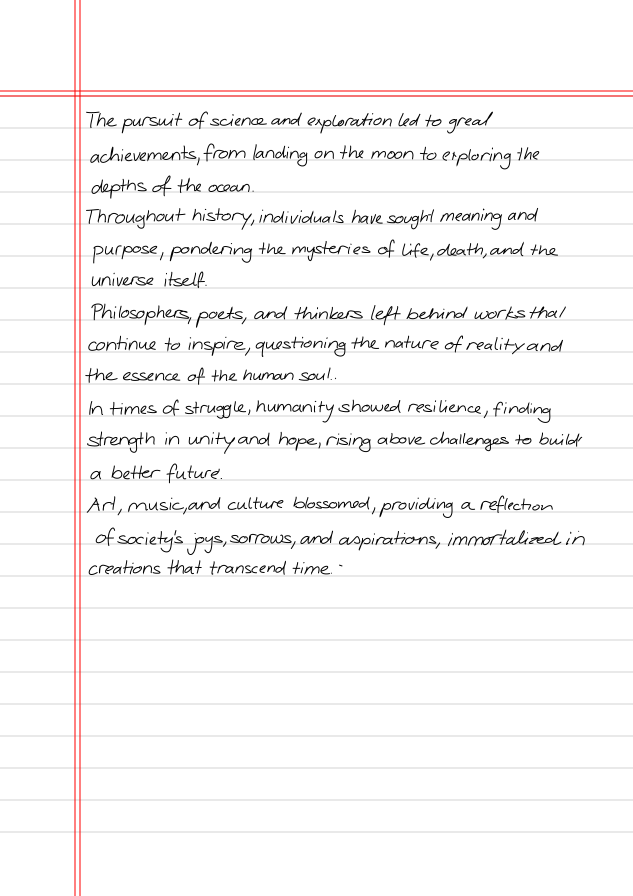 The pursuit of science and exploration led to great
achievements, from landing on the moon to exploring the
depths of the ocean.
Throughout history, individuals have sought meaning and
purpose, pondering the mysteries of life, death, and the
universe itself.
Philosophers, poets, and thinkers left behind works that
continue to inspire, questioning the nature of reality and
the essence of the human soul..
In times of struggle, humanity showed resilience, finding
strength in unity and hope, rising above challenges to build
a better future.
Art, music, and culture blossomed, providing a reflection
of society's joys, sorrows, and aspirations, immortalized in
creations that transcend time.